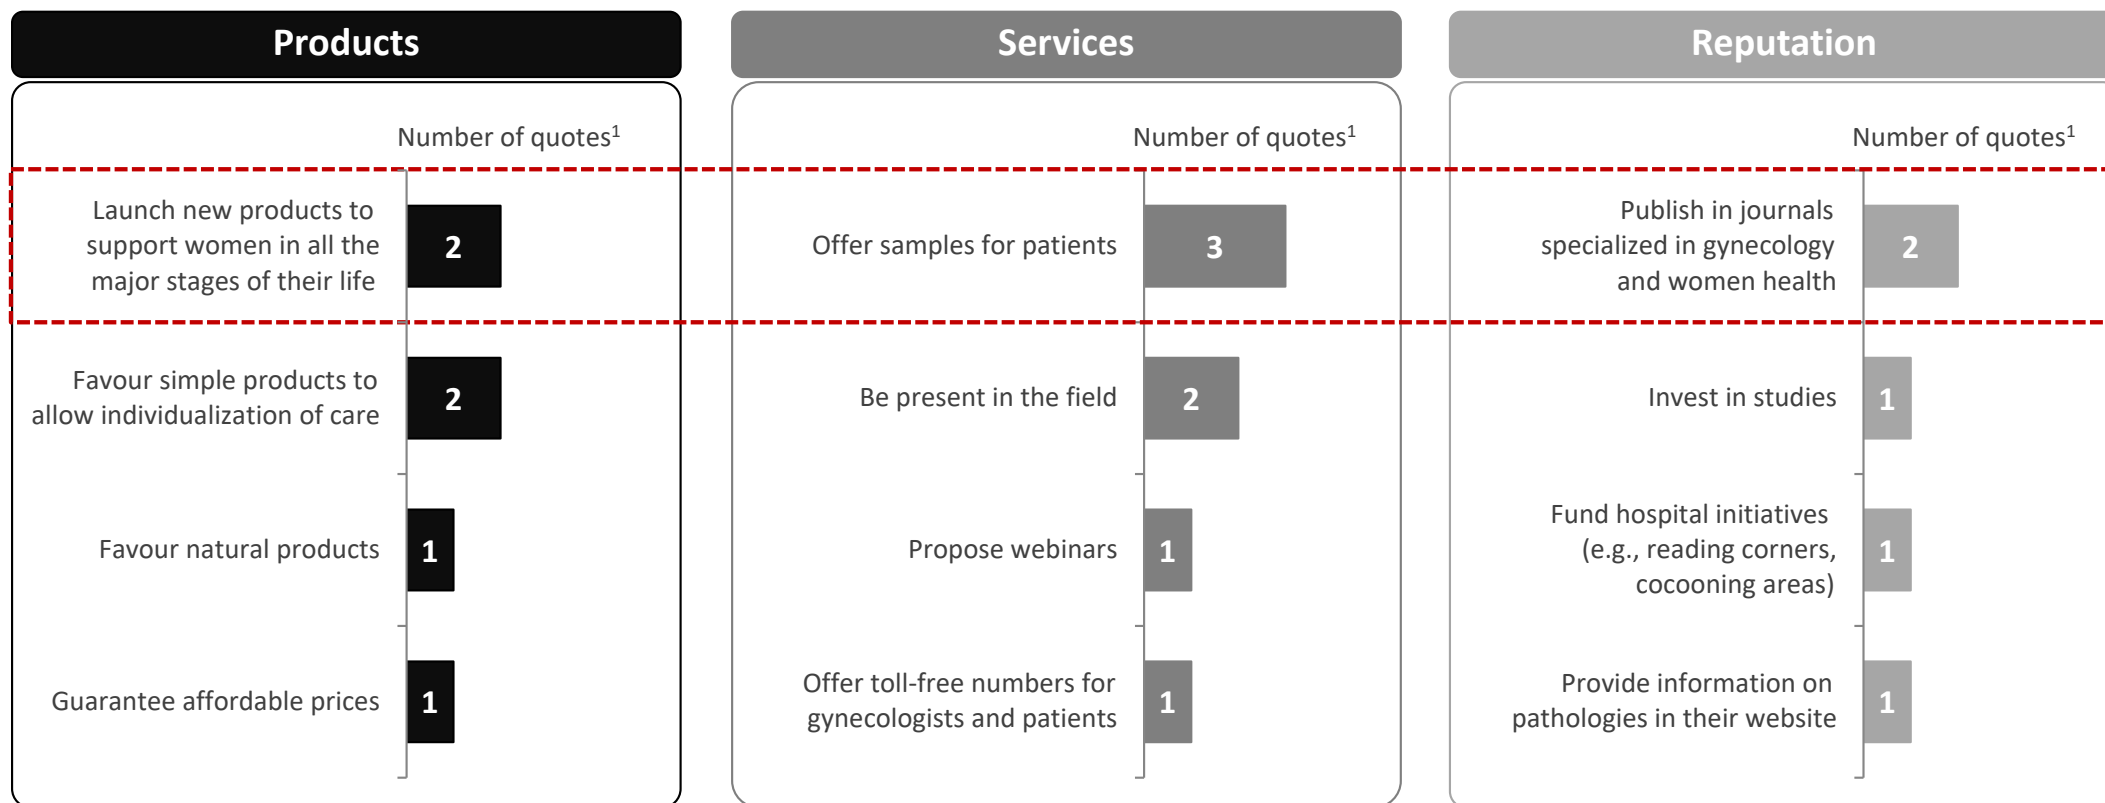 Products
Number of quotes1
Launch new products to
support women in all the
major stages of their life
2
Favour simple products to
allow individualization of care
2
Favour natural products
1
Guarantee affordable prices
1
Services
Number of quotes1
Offer samples for patients
3
Be present in the field
2
Propose webinars
1
Offer toll-free numbers for
gynecologists and patients
1
Reputation
Number of quotes1
Publish in journals
specialized in gynecology
and women health
2
Invest in studies
1
Fund hospital initiatives
(e.g., reading corners,
cocooning areas)
1
Provide information on
pathologies in their website
1